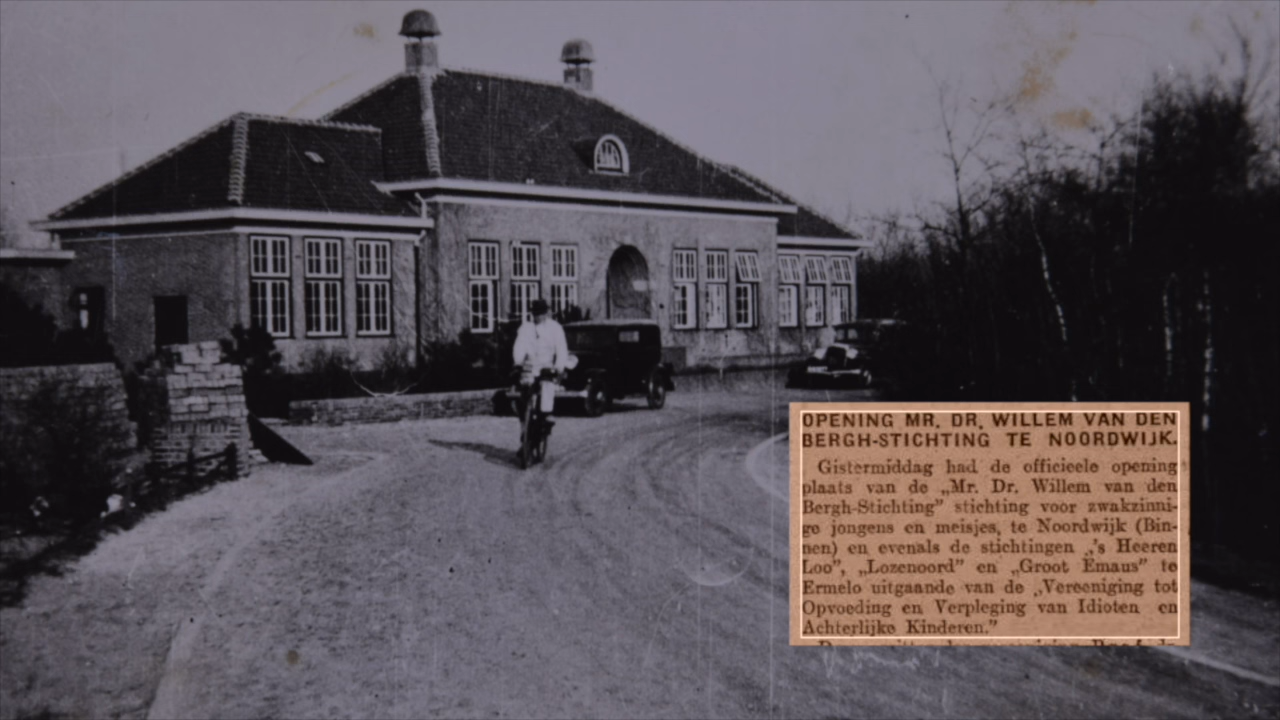 OPENING MR. DR. WILLEM VAN DEN
BERGH-STICHTING TE NOORDWIJK.
Gistermiddag had de officieele opening
plaats van de „Mr. Dr. Willem van den
Bergh-Stichting” stichting voor zwakzinni-
ge jongens en meisjes, te Noordwijk (Bin-
nen) en evenals de stichtingen „'s Heeren
Loo”, „Lozenoord” en „Groot Emaus” te
Ermelo uitgaande van de „Vereeniging tot
Opvoeding en Verpleging van Idioten en
Achterlijke Kinderen.”